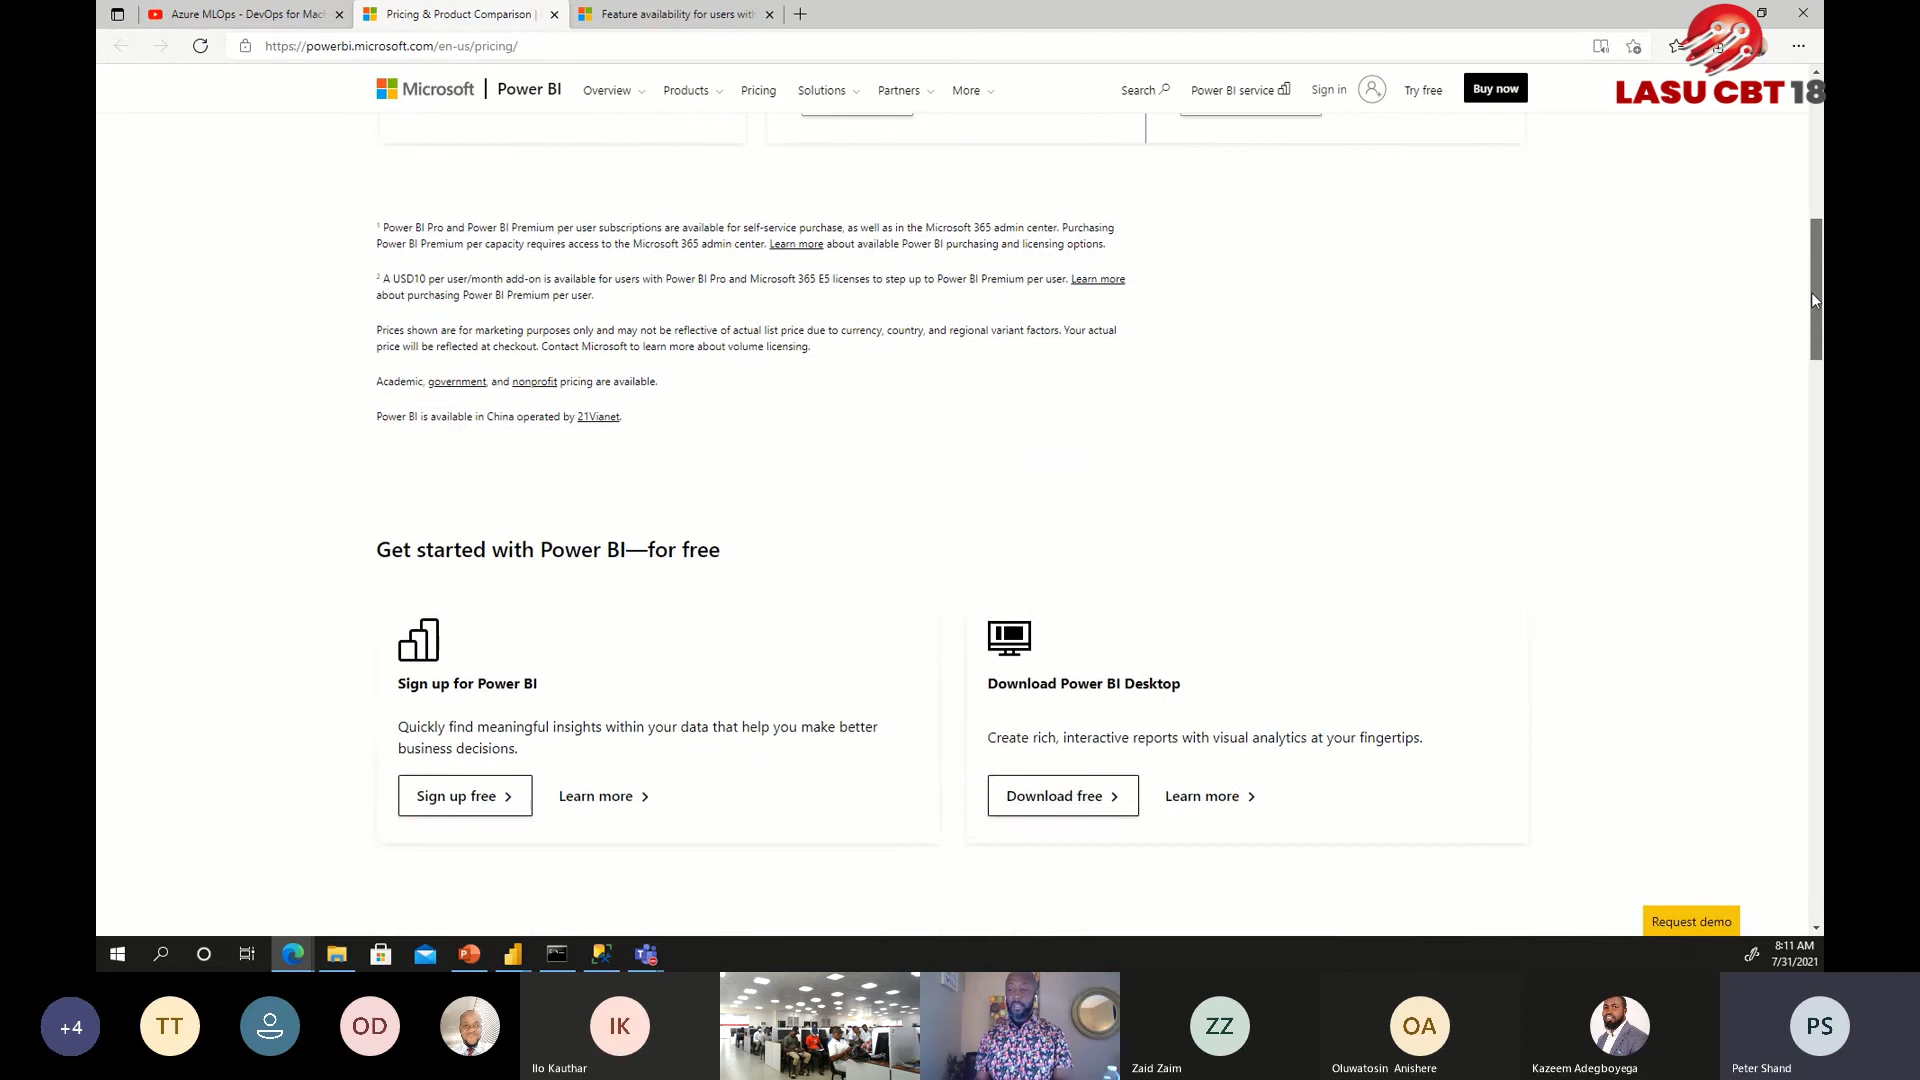 Azure MLOps - DevOps for Mach
Pricing & Product Comparison |
Feature availability for users with
https://powerbi.microsoft.com/en-us/pricing/
LASU CBT 18
Microsoft | Power BI
Overview
Products
Pricing
Solutions
Partners
More
Search
Power BI service
Sign in
Try free
Buy now
1 Power BI Pro and Power BI Premium per user subscriptions are available for self-service purchase, as well as in the Microsoft 365 admin center. Purchasing
Power BI Premium per capacity requires access to the Microsoft 365 admin center. Learn more about available Power BI purchasing and licensing options.
2 A USD10 per user/month add-on is available for users with Power BI Pro and Microsoft 365 E5 licenses to step up to Power BI Premium per user. Learn more
about purchasing Power BI Premium per user.
Prices shown are for marketing purposes only and may not be reflective of actual list price due to currency, country, and regional variant factors. Your actual
price will be reflected at checkout. Contact Microsoft to learn more about volume licensing.
Academic, government, and nonprofit pricing are available.
Power BI is available in China operated by 21Vianet.
Get started with Power BI—for free
Sign up for Power BI
Quickly find meaningful insights within your data that help you make better
business decisions.
Sign up free
Learn more
Download Power BI Desktop
Create rich, interactive reports with visual analytics at your fingertips.
Download free
Learn more
Request demo
8:11 AM
7/31/2021
+4
TT
OD
IK
Ilo Kauthar
ZZ
Zaid Zaim
OA
Oluwatosin Anishere
Kazeem Adegboyega
PS
Peter Shand